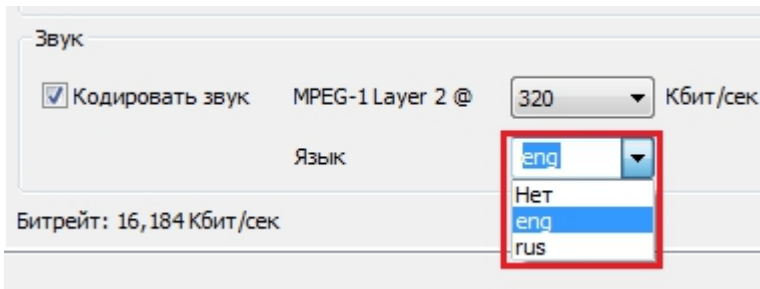 Звук
Кодировать звук MPEG-1 Layer 2 @ 320 Кбит/сек
Язык eng
Нет
eng
rus
Битрейт: 16,184 Кбит/сек